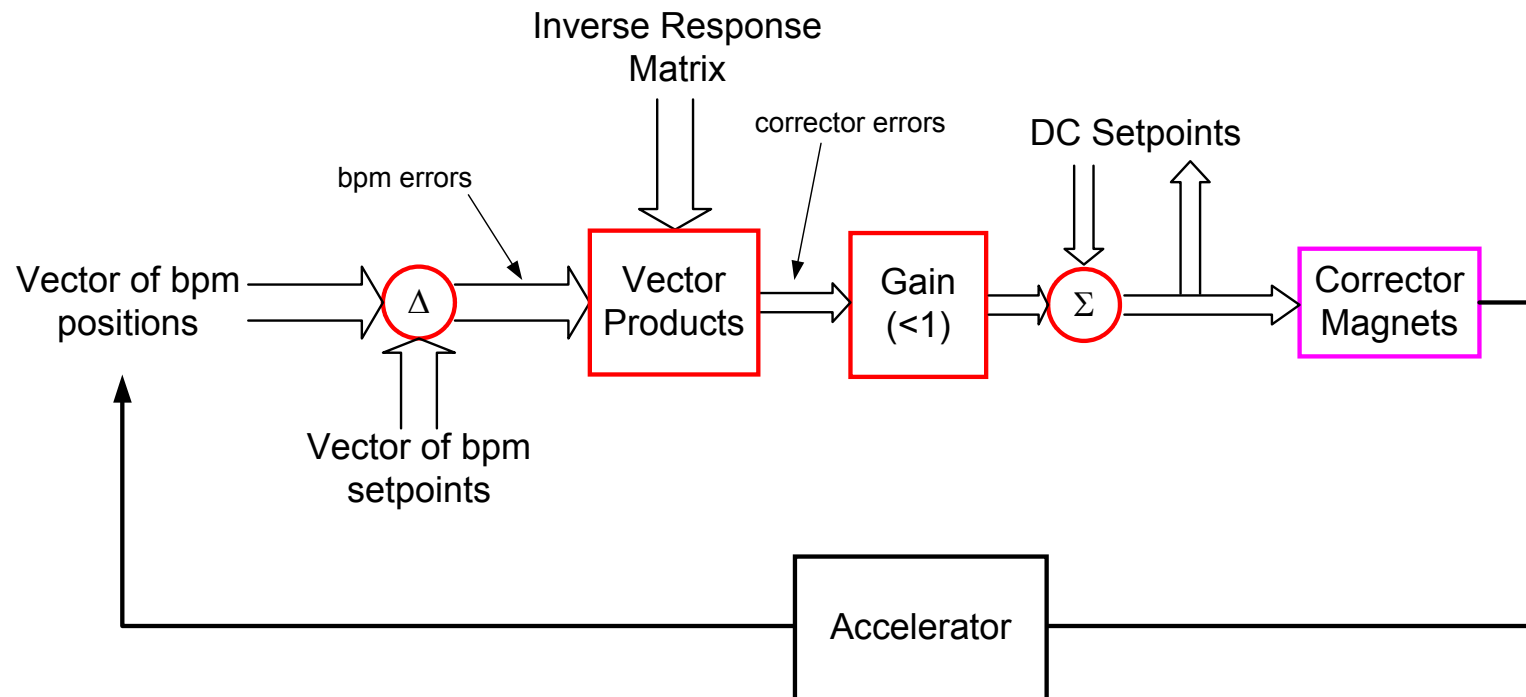 Inverse Response
Matrix
corrector errors
DC Setpoints
bpm errors
Vector of bpm
positions
Δ
Vector
Products
Gain
(<1)
Σ
Corrector
Magnets
Vector of bpm
setpoints
Accelerator